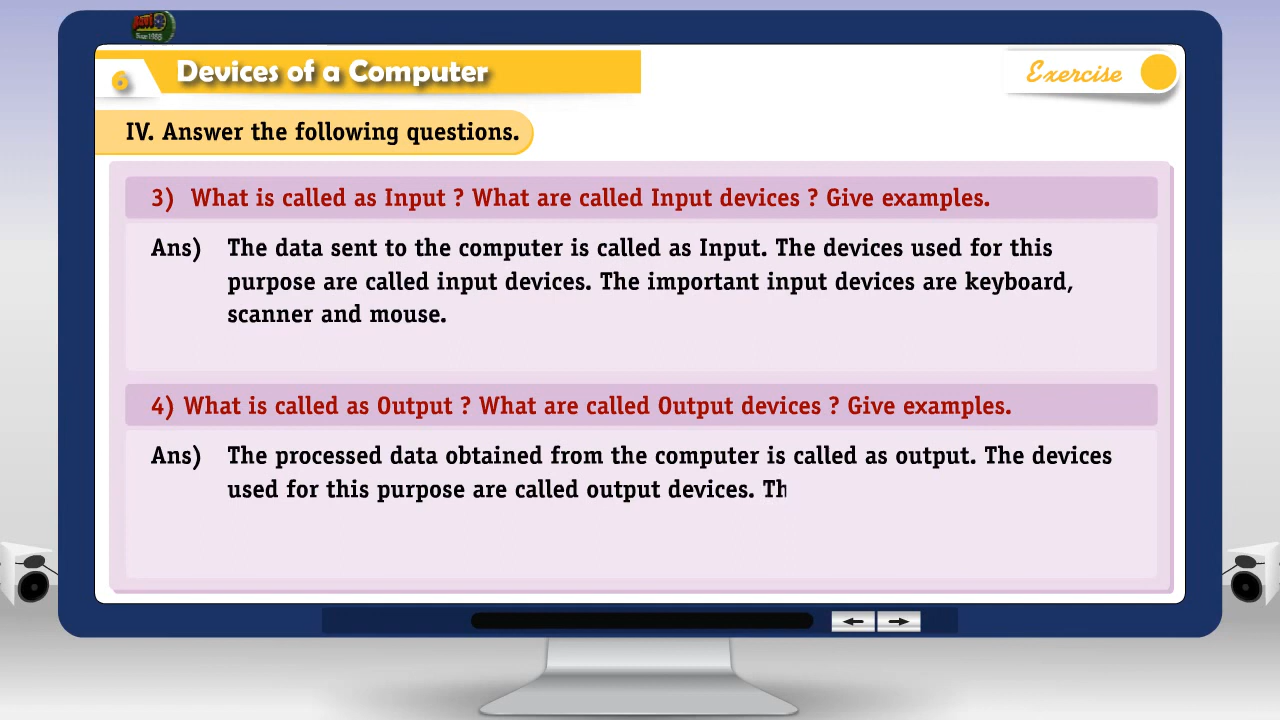 Since 1988
6
Devices of a Computer
Exercise
IV. Answer the following questions.
3) What is called as Input ? What are called Input devices ? Give examples.
Ans) The data sent to the computer is called as Input. The devices used for this
purpose are called input devices. The important input devices are keyboard,
scanner and mouse.
4) What is called as Output ? What are called Output devices ? Give examples.
Ans) The processed data obtained from the computer is called as output. The devices
used for this purpose are called output devices. Th